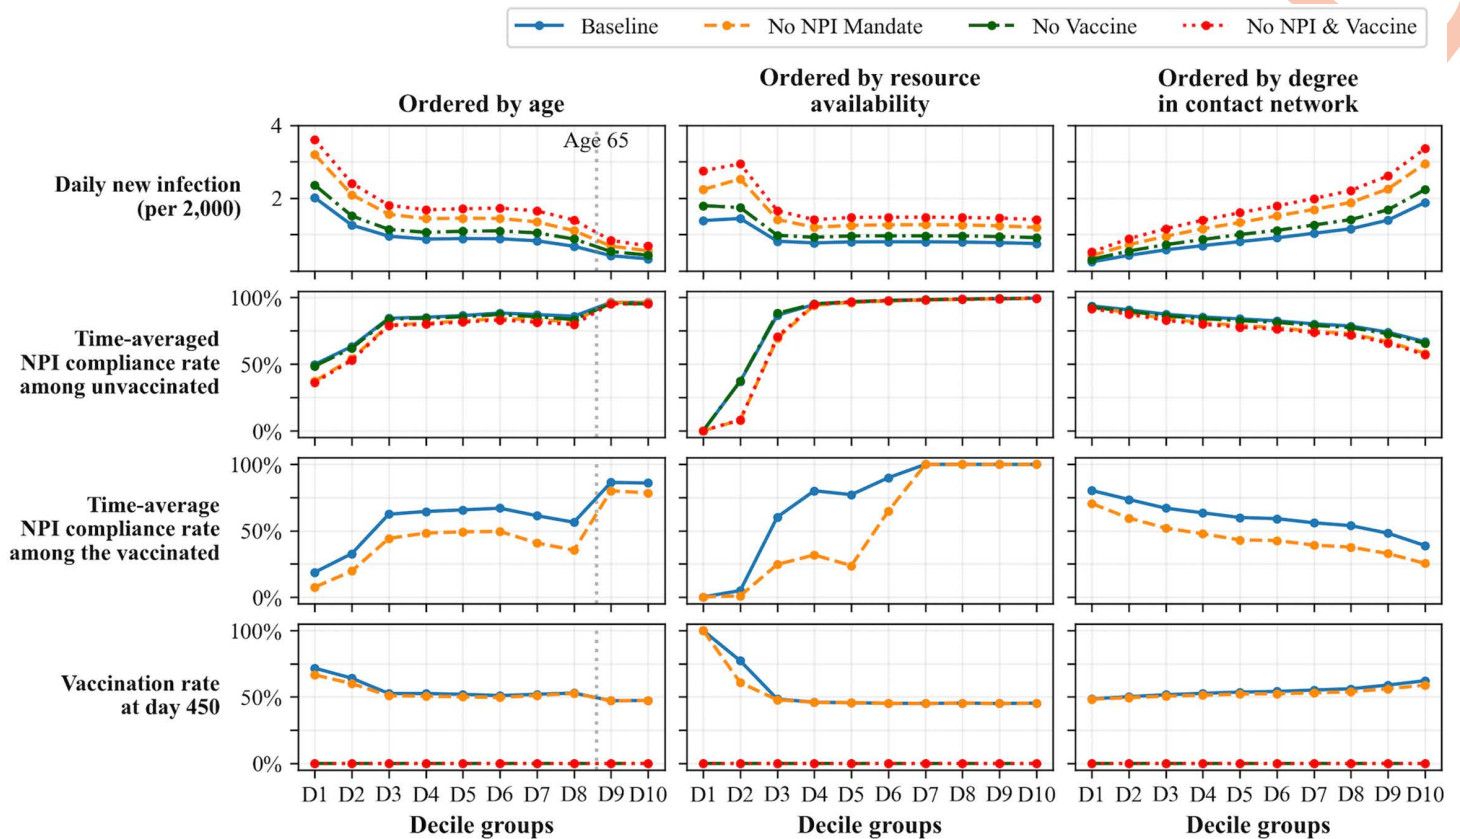 Baseline No NPI Mandate No Vaccine No NPI & Vaccine
Ordered by age
Ordered by resource
availability
Ordered by degree
in contact network
Daily new infection
(per 2,000)
4
2
Age 65
Time-averaged
NPI compliance rate
among unvaccinated
100%
50%
0%
Time-average
NPI compliance rate
among the vaccinated
100%
50%
0%
Vaccination rate
at day 450
100%
50%
0%
D1 D2 D3 D4 D5 D6 D7 D8 D9 D10
D1 D2 D3 D4 D5 D6 D7 D8 D9 D10
D1 D2 D3 D4 D5 D6 D7 D8 D9 D10
Decile groups
Decile groups
Decile groups